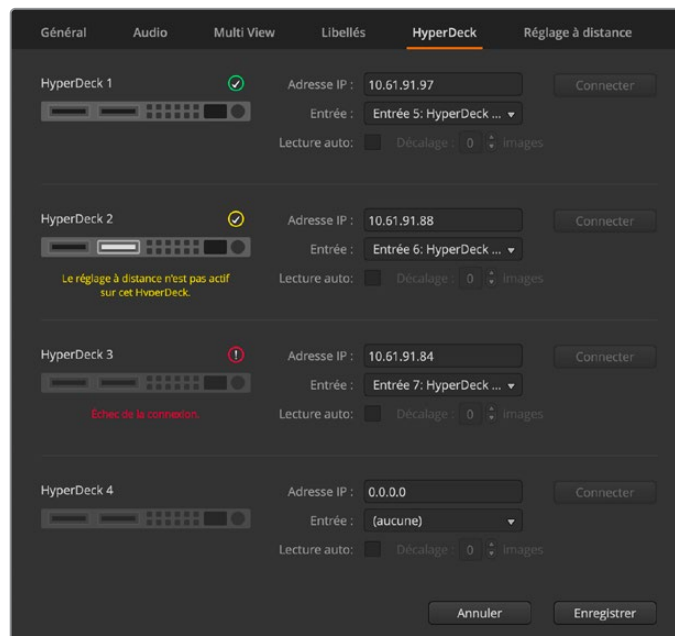 Général Audio Multi View Libellés HyperDeck Réglage à distance
HyperDeck 1 Adresse IP : 10.61.91.97 Connecter
Entrée : Entrée 5: HyperDeck ...
Lecture auto: Décalage : 0 images
HyperDeck 2 Adresse IP : 10.61.91.88 Connecter
Entrée : Entrée 6: HyperDeck ...
Le réglage à distance n'est pas actif
sur cet HyperDeck.
Lecture auto: Décalage : 0 images
HyperDeck 3 Adresse IP : 10.61.91.84 Connecter
Entrée : Entrée 7: HyperDeck ...
Échec de la connexion. Lecture auto: Décalage : 0 images
HyperDeck 4 Adresse IP : 0.0.0.0 Connecter
Entrée : (aucune)
Lecture auto: Décalage : 0 images
Annuler Enregistrer